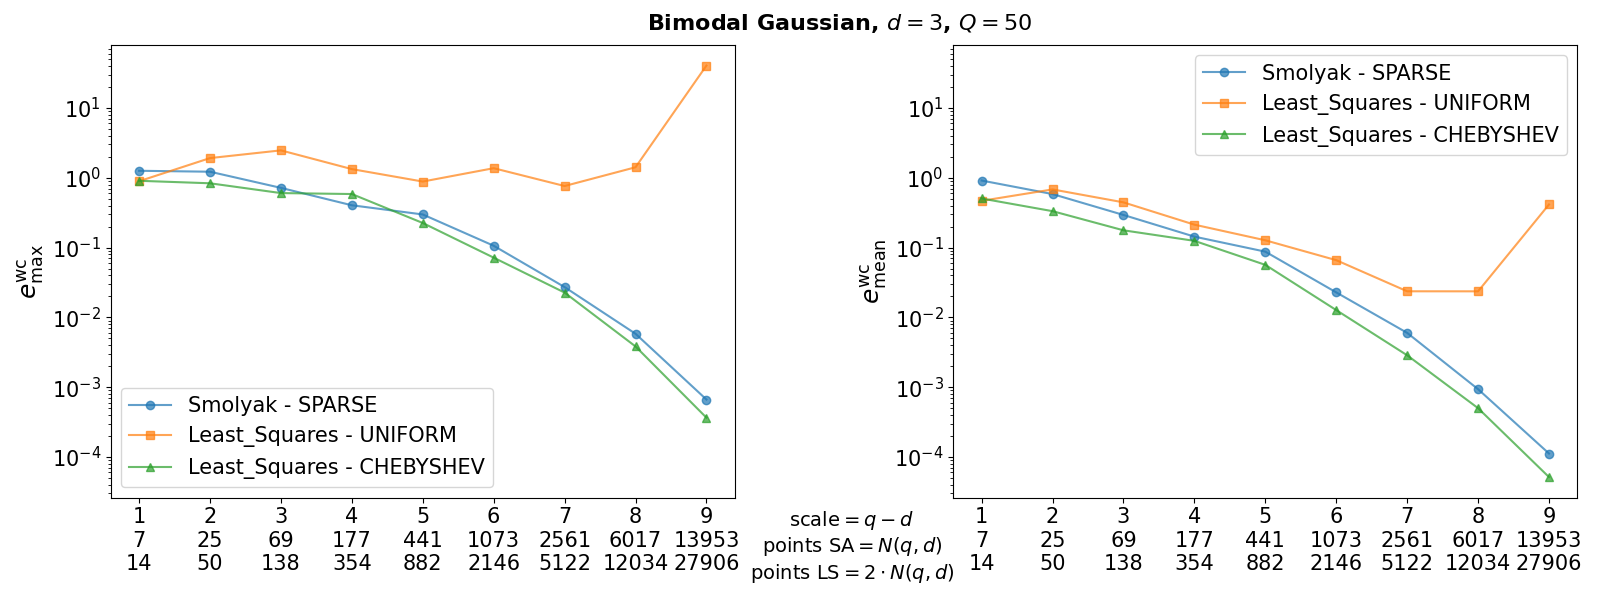 Bimodal Gaussian, d = 3, Q = 50
e^wc_max
10^1
10^0
10^-1
10^-2
10^-3
10^-4
Smolyak - SPARSE
Least_Squares - UNIFORM
Least_Squares - CHEBYSHEV
1 2 3 4 5 6 7 8 9
7 25 69 177 441 1073 2561 6017 13953
14 50 138 354 882 2146 5122 12034 27906
scale = q − d
points SA = N(q, d)
points LS = 2 · N(q, d)
e^wc_mean
10^1
10^0
10^-1
10^-2
10^-3
10^-4
Smolyak - SPARSE
Least_Squares - UNIFORM
Least_Squares - CHEBYSHEV
1 2 3 4 5 6 7 8 9
7 25 69 177 441 1073 2561 6017 13953
14 50 138 354 882 2146 5122 12034 27906